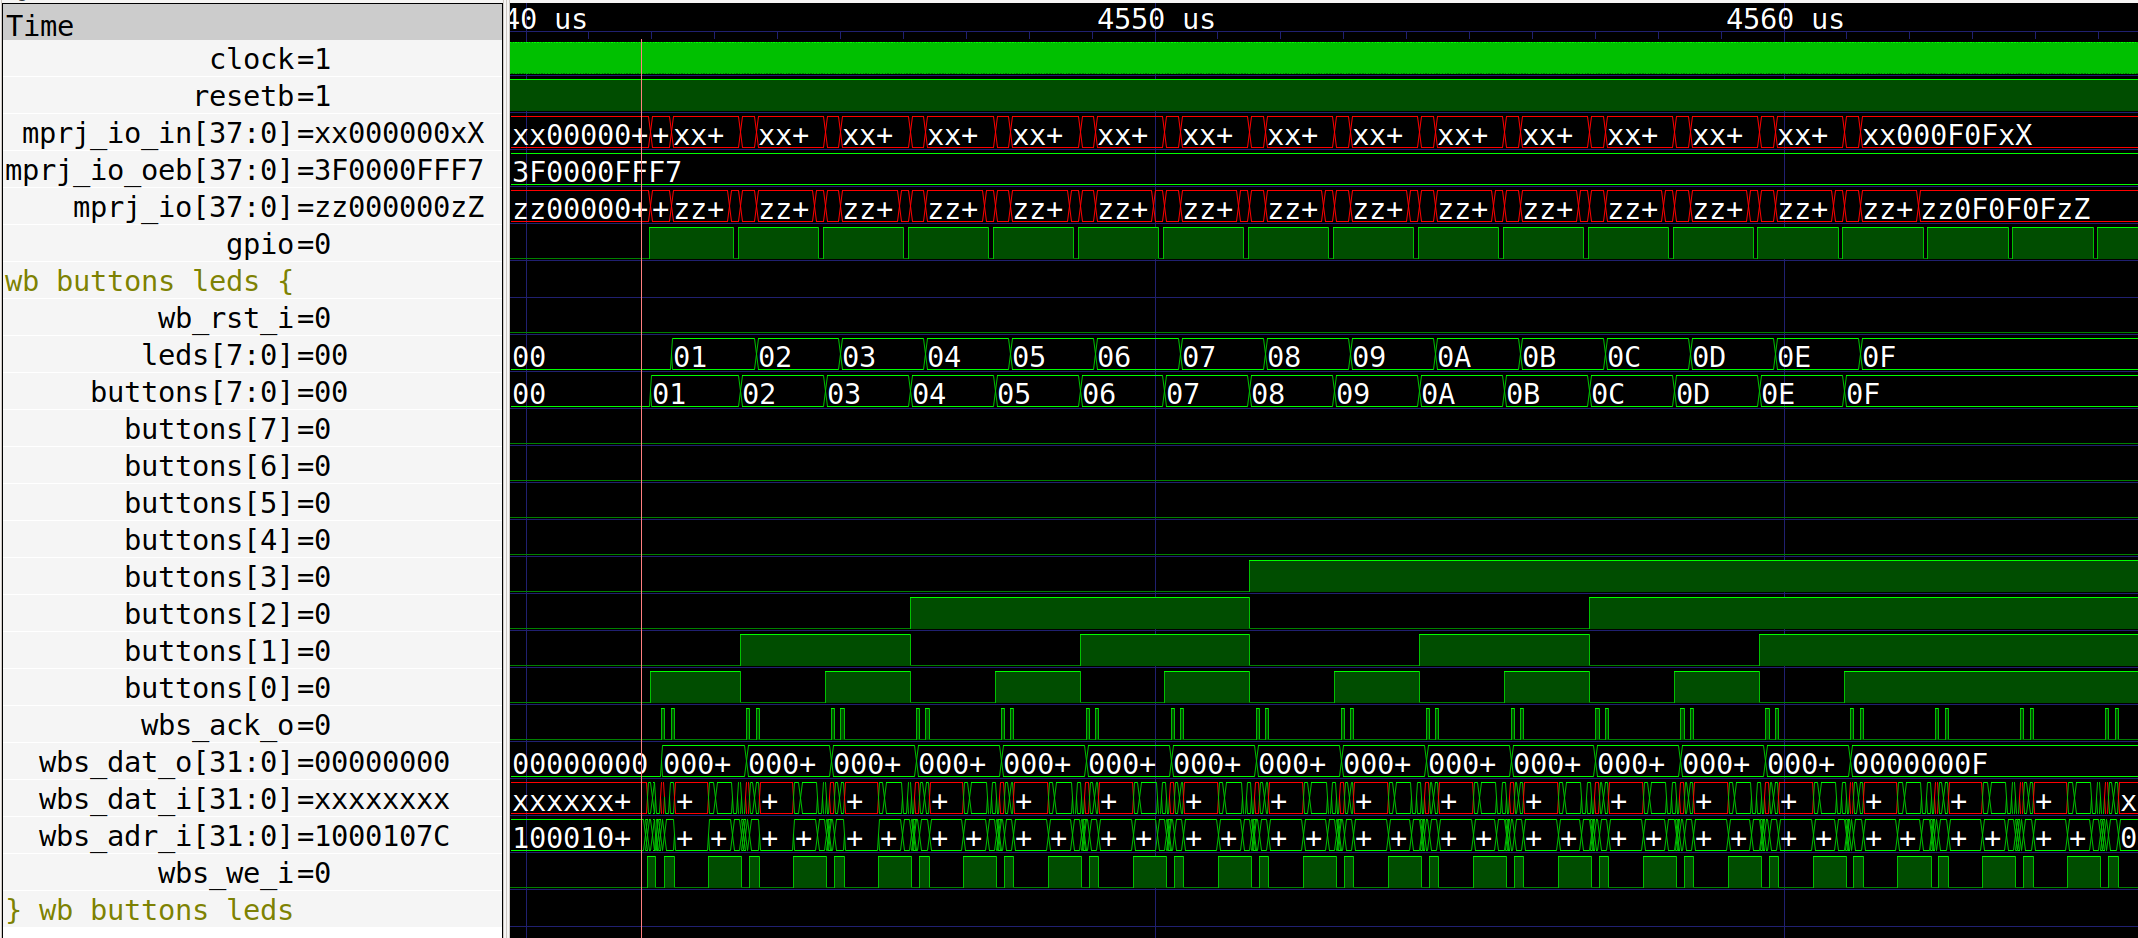 Time 40 us 4550 us 4560 us
clock=1
resetb=1
mprj_io_in[37:0]=xx000000xX xx00000+ + xx+ xx+ xx+ xx+ xx+ xx+ xx+ xx+ xx+ xx+ xx+ xx+ xx+ xx+ xx000F0FxX
mprj_io_oeb[37:0]=3F0000FFF7 3F0000FFF7
mprj_io[37:0]=zz000000zZ zz00000+ + zz+ zz+ zz+ zz+ zz+ zz+ zz+ zz+ zz+ zz+ zz+ zz+ zz+ zz+ zz+ zz0F0F0FzZ
gpio=0
wb buttons leds {
wb_rst_i=0
leds[7:0]=00 00 01 02 03 04 05 06 07 08 09 0A 0B 0C 0D 0E 0F
buttons[7:0]=00 00 01 02 03 04 05 06 07 08 09 0A 0B 0C 0D 0E 0F
buttons[7]=0
buttons[6]=0
buttons[5]=0
buttons[4]=0
buttons[3]=0
buttons[2]=0
buttons[1]=0
buttons[0]=0
wbs_ack_o=0
wbs_dat_o[31:0]=00000000 00000000 000+ 000+ 000+ 000+ 000+ 000+ 000+ 000+ 000+ 000+ 000+ 000+ 000+ 000+ 0000000F
wbs_dat_i[31:0]=xxxxxxxx xxxxxx+ + + + + + + + + + + + + + + + + + x
wbs_adr_i[31:0]=1000107C 100010+ + + + + + + + + + + + + + + + + + + + + + + + + + + + + + + + + + + 0
wbs_we_i=0
} wb buttons leds